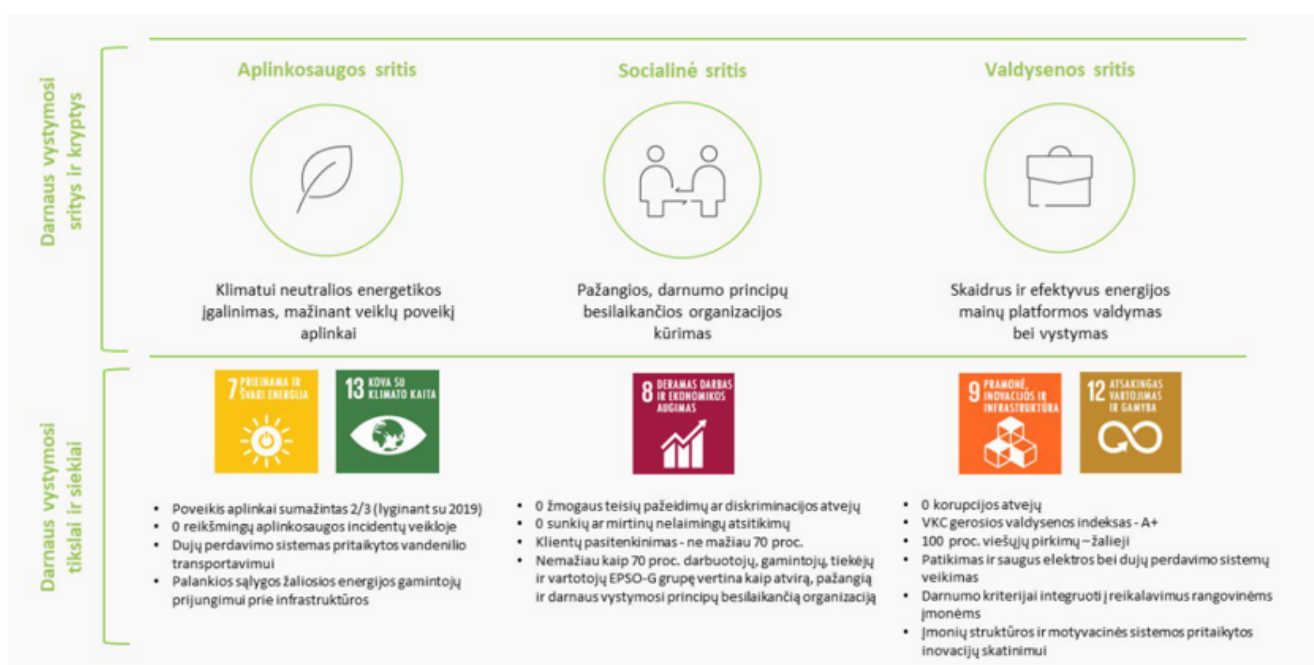 Darnaus vystymosi
sritys ir kryptys
Aplinkosaugos sritis
Klimatui neutralios energetikos
įgalinimas, mažinant veiklų poveikį
aplinkai
Socialinė sritis
Pažangios, darnumo principų
besilaikančios organizacijos
kūrimas
Valdysenos sritis
Skaidrus ir efektyvus energijos
mainų platformos valdymas
bei vystymas
Darnaus vystymosi
tikslai ir siekiai
7 PRIEINAMA IR
ŠVARI ENERGIJA
13 KOVA SU
KLIMATO KAITA
• Poveikis aplinkai sumažintas 2/3 (lyginant su 2019)
• 0 reikšmingų aplinkosaugos incidentų veikloje
• Dujų perdavimo sistemas pritaikytos vandenilio
transportavimui
• Palankios sąlygos žaliosios energijos gamintojų
prijungimui prie infrastruktūros
8 DERAMAS DARBAS
IR EKONOMIKOS
AUGIMAS
• 0 žmogaus teisių pažeidimų ar diskriminacijos atvejų
• 0 sunkių ar mirtinų nelaimingų atsitikimų
• Klientų pasitenkinimas - ne mažiau 70 proc.
• Nemažiau kaip 70 proc. darbuotojų, gamintojų, tiekėjų
ir vartotojų EPSO-G grupę vertina kaip atvirą, pažangią
ir darnaus vystymosi principų besilaikančią organizaciją
9 PRAMONĖ,
INOVACIJOS IR
INFRASTRUKTŪRA
12 ATSAKINGAS
VARTOJIMAS
IR GAMYBA
• 0 korupcijos atvejų
• VKC gerosios valdysenos indeksas - A+
• 100 proc. viešųjų pirkimų – žalieji
• Patikimas ir saugus elektros bei dujų perdavimo sistemų
veikimas
• Darnumo kriterijai integruoti į reikalavimus rangovinėms
įmonėms
• Įmonių struktūros ir motyvacinės sistemos pritaikytos
inovacijų skatinimui